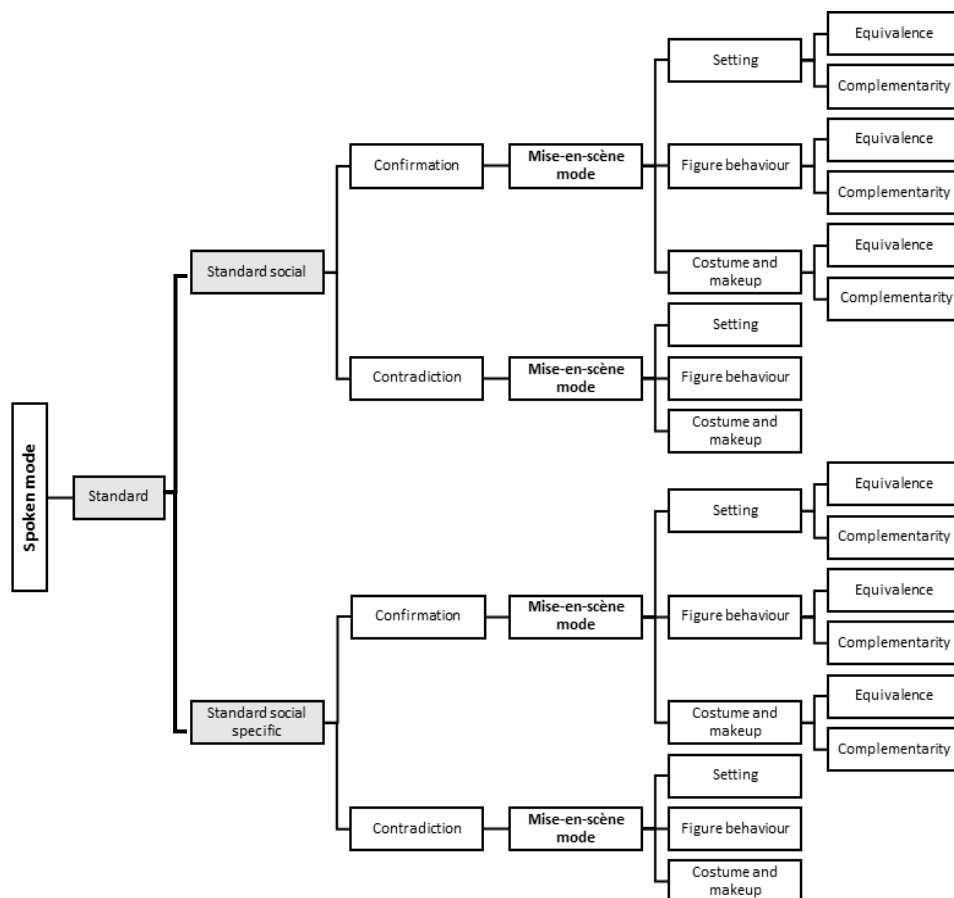 Spoken mode
Standard
Standard social
Confirmation
Mise-en-scène
mode
Setting
Equivalence
Complementarity
Figure behaviour
Equivalence
Complementarity
Costume and
makeup
Equivalence
Complementarity
Contradiction
Mise-en-scène
mode
Setting
Figure behaviour
Costume and
makeup
Standard social
specific
Confirmation
Mise-en-scène
mode
Setting
Equivalence
Complementarity
Figure behaviour
Equivalence
Complementarity
Costume and
makeup
Equivalence
Complementarity
Contradiction
Mise-en-scène
mode
Setting
Figure behaviour
Costume and
makeup